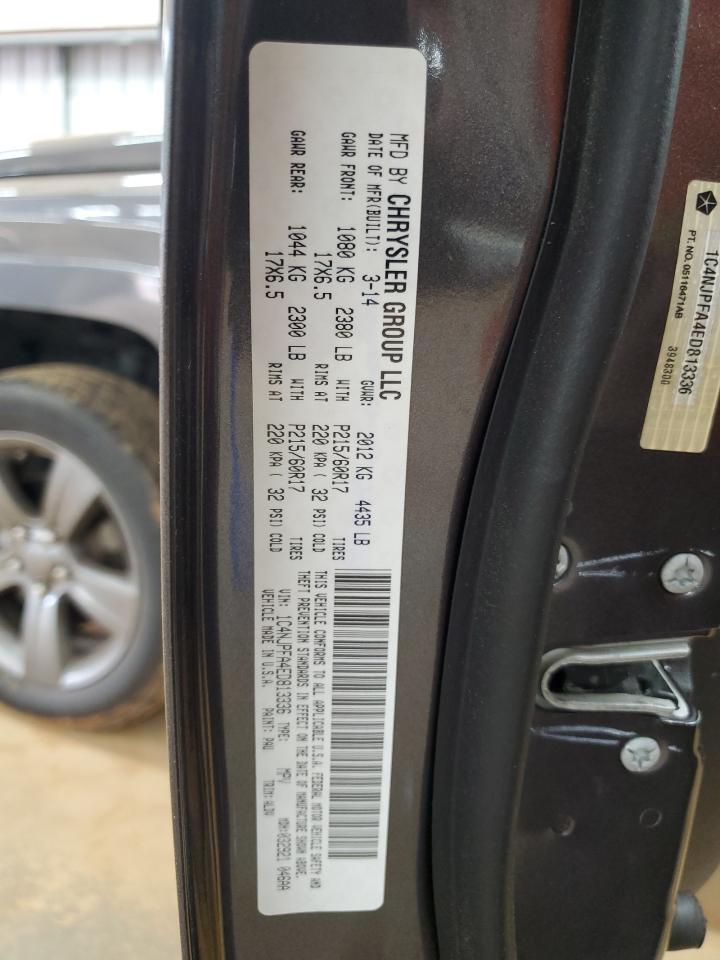 MFD BY CHRYSLER GROUP LLC
DATE OF MFR(BUILT): 3-14 GVWR: 2012 KG 4435 LB
GAWR FRONT: 1080 KG 2380 LB WITH P215/60R17 TIRES
17X6.5 RIMS AT 220 KPA ( 32 PSI) COLD
GAWR REAR: 1044 KG 2300 LB WITH P215/60R17 TIRES
17X6.5 RIMS AT 220 KPA ( 32 PSI) COLD
THIS VEHICLE CONFORMS TO ALL APPLICABLE U.S.A. FEDERAL MOTOR VEHICLE SAFETY AND
THEFT PREVENTION STANDARDS IN EFFECT ON THE DATE OF MANUFACTURE SHOWN ABOVE.
VIN: 1C4NJPFA4ED813336 TYPE: MPV MDH:032921 046AA
VEHICLE MADE IN U.S.A. PAINT: PAU TRIM:
1C4NJPFA4ED813336
PT. NO. 05116471AB
3948300